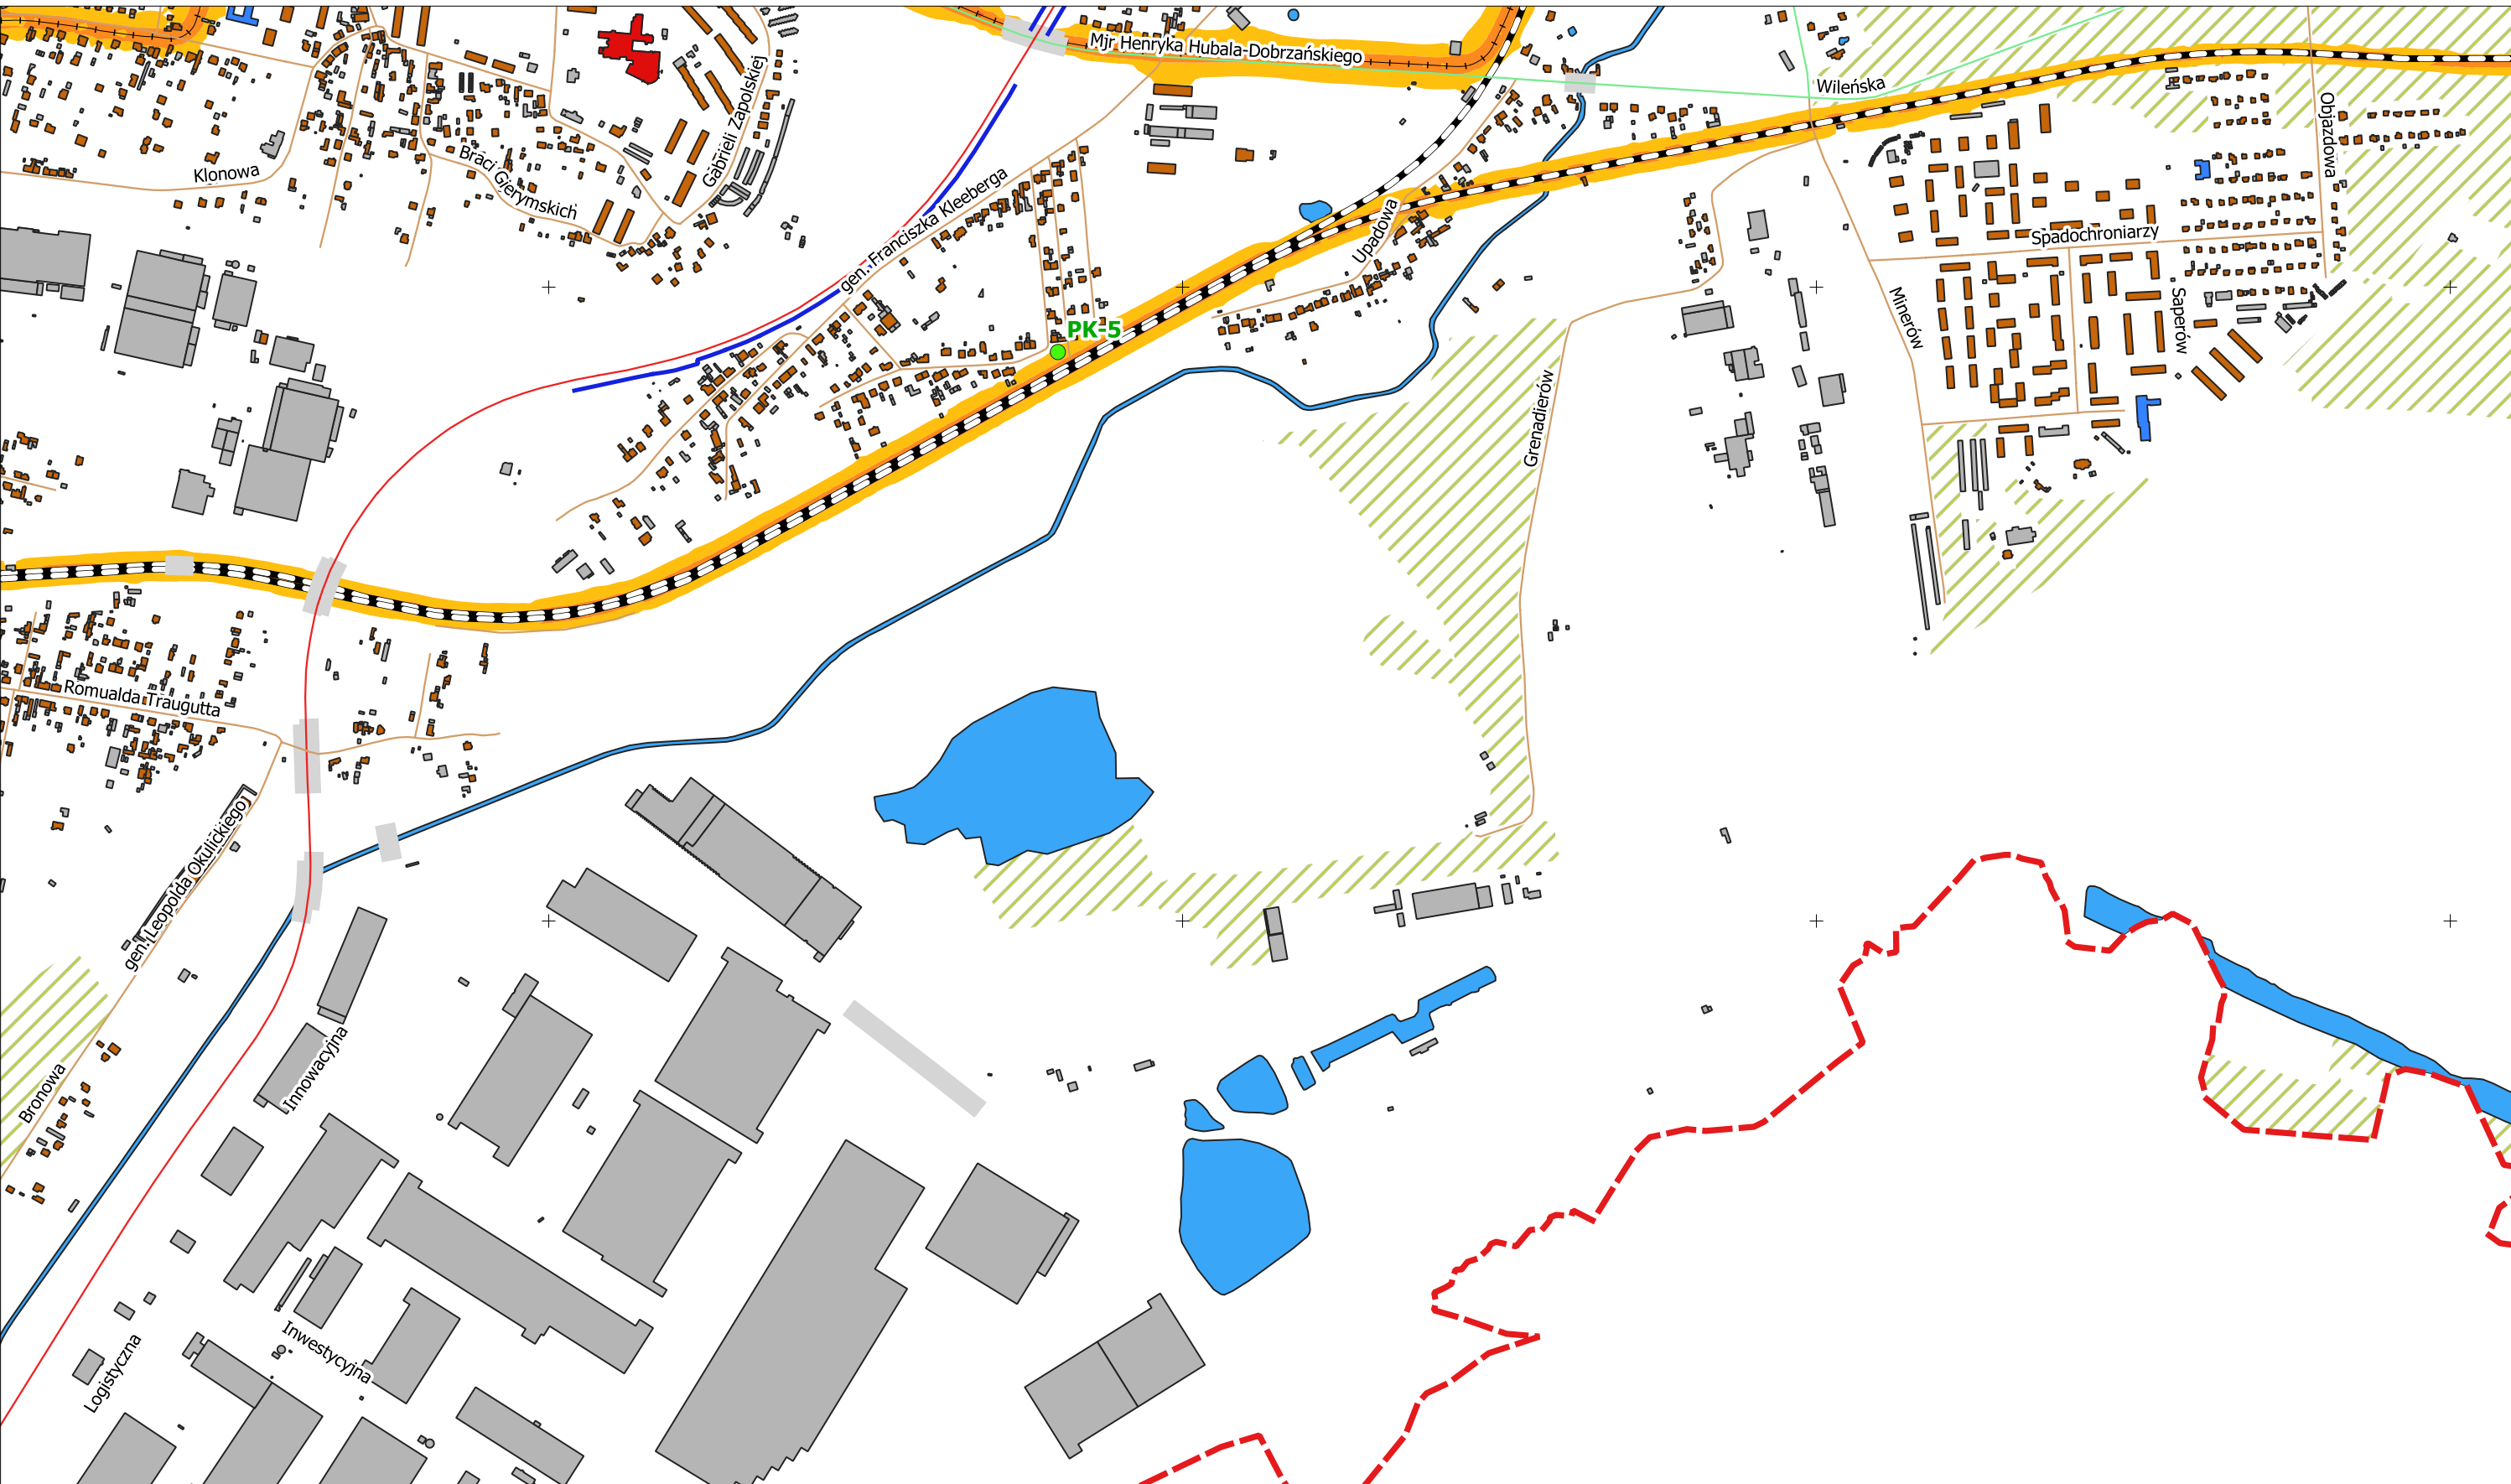 Mjr Henryka Hubala-Dobrzańskiego
Wileńska
Objazdowa
Gabrieli Zapolskiej
Klonowa
Braci Gierymskich
gen. Franciszka Kleeberga
Upadowa
Spadochroniarzy
Minerów
Saperów
PK-5
Grenadierów
Romualda Traugutta
gen. Leopolda Okulickiego
Bronowa
Innowacyjna
Inwestycyjna
Logistyczna